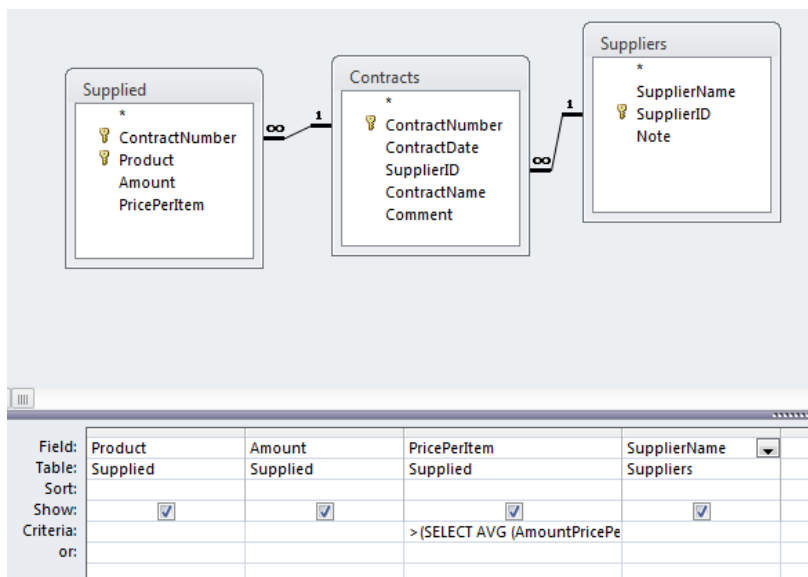 Supplied
*
ContractNumber
Product
Amount
PricePerItem
∞
1
Contracts
*
ContractNumber
ContractDate
SupplierID
ContractName
Comment
∞
1
Suppliers
*
SupplierName
SupplierID
Note
Field: Product Amount PricePerItem SupplierName
Table: Supplied Supplied Supplied Suppliers
Sort:
Show:
Criteria: >(SELECT AVG (AmountPricePe
or: